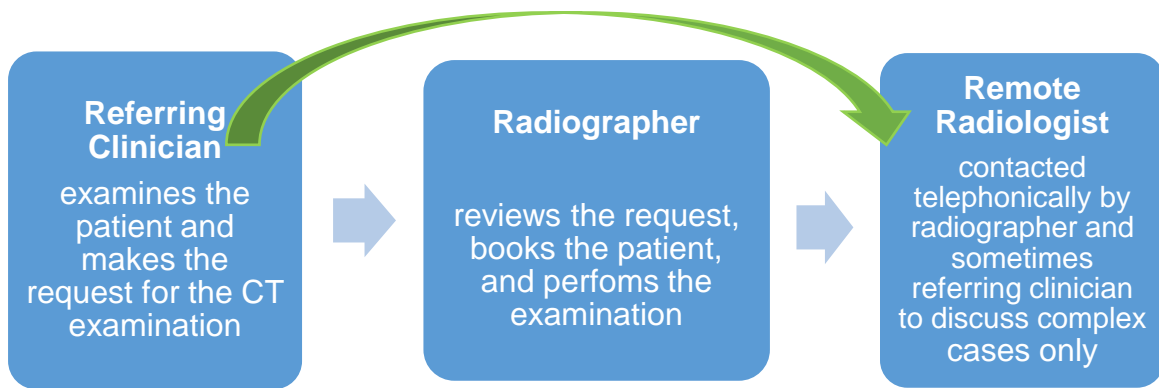 Referring
Clinician
examines the
patient and
makes the
request for the CT
examination
Radiographer
reviews the request,
books the patient,
and perfoms the
examination
Remote
Radiologist
contacted
telephonically by
radiographer and
sometimes
referring clinician
to discuss complex
cases only